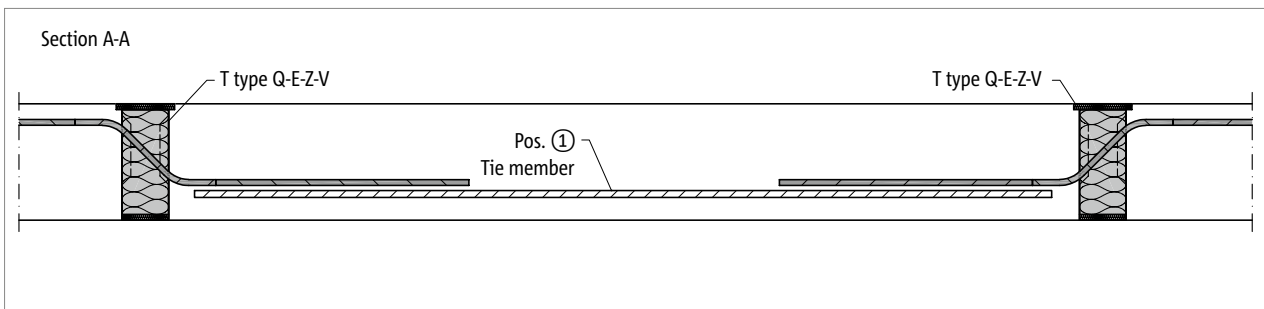 Section A-A
T type Q-E-Z-V
T type Q-E-Z-V
Pos. ①
Tie member